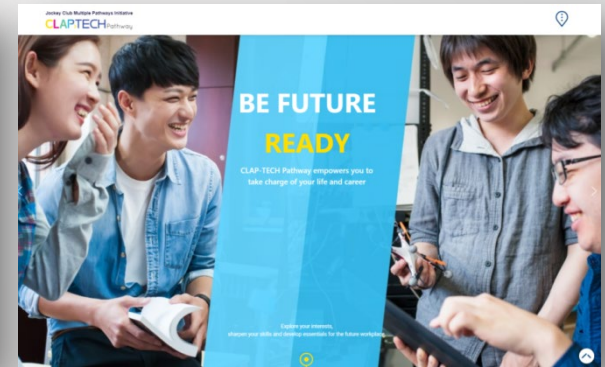 Jockey Club Multiple Pathways Initiative
CLAPTECH Pathway
BE FUTURE
READY
CLAP-TECH Pathway empowers you to
take charge of your life and career
Explore your interests,
sharpen your skills and develop essentials for the future workplace